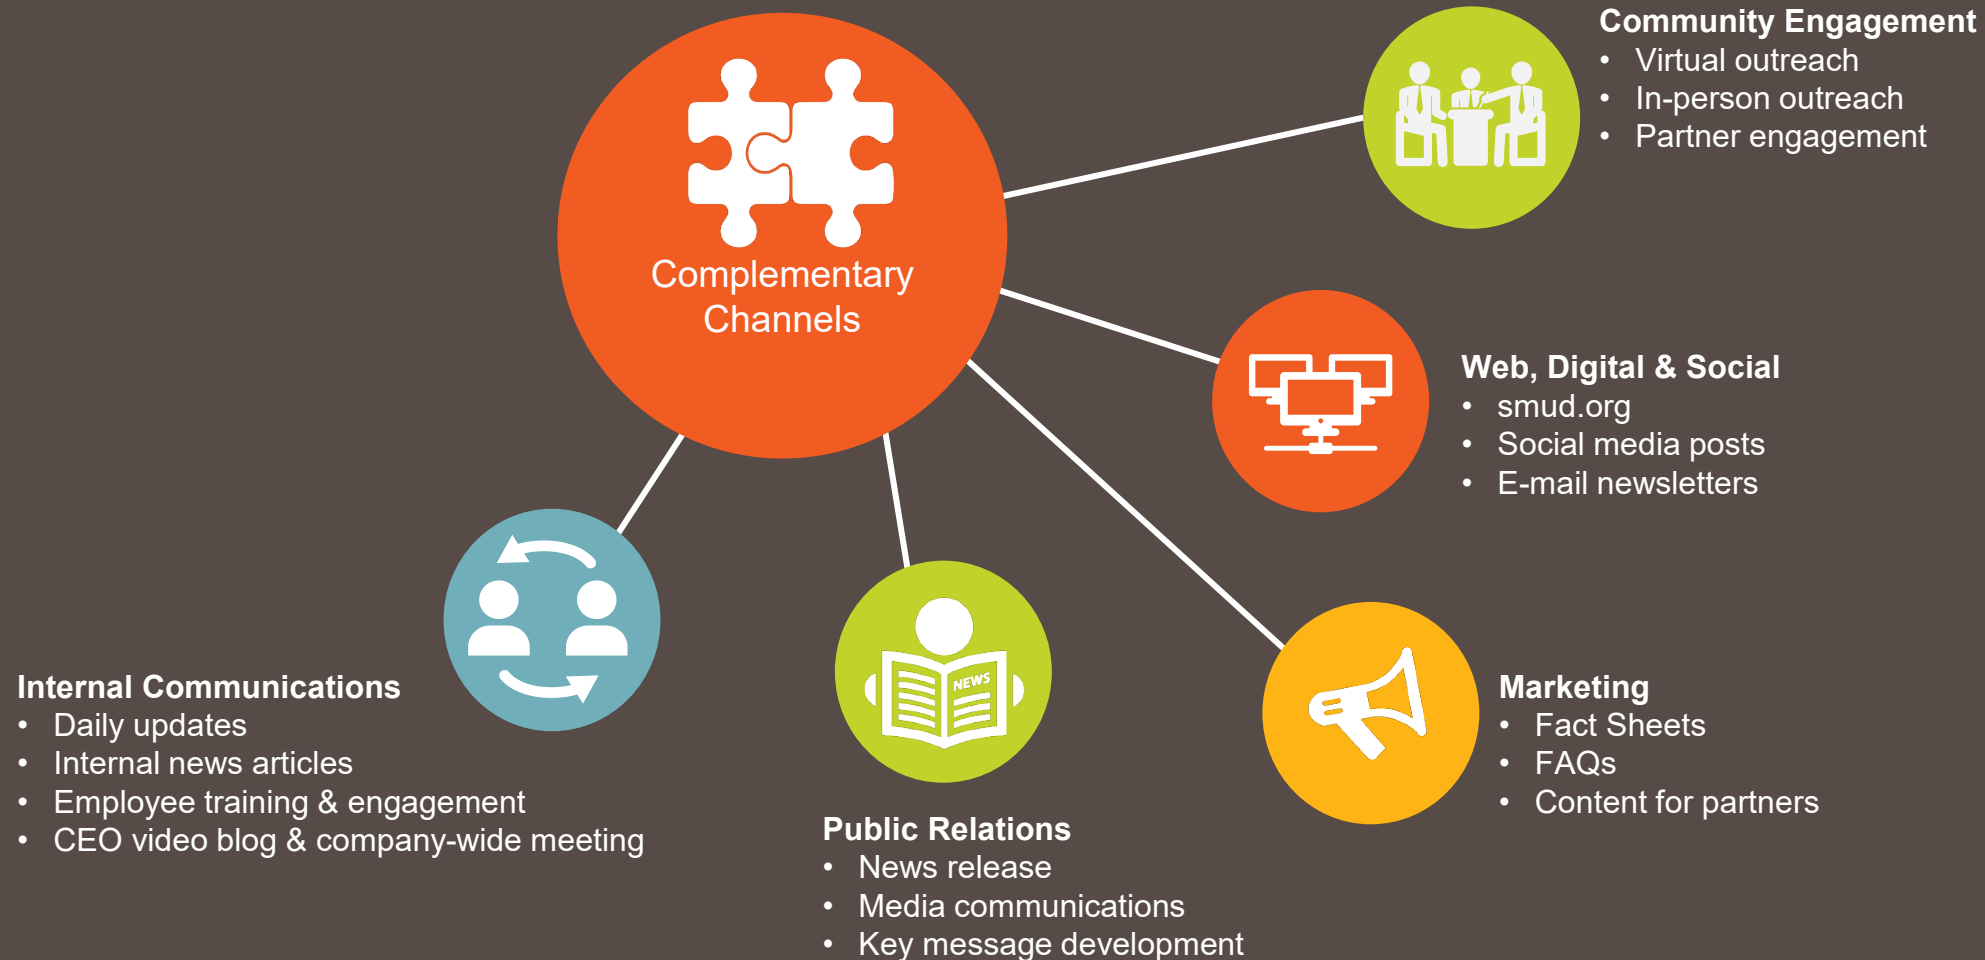 Complementary
Channels
Community Engagement
• Virtual outreach
• In-person outreach
• Partner engagement
Web, Digital & Social
• smud.org
• Social media posts
• E-mail newsletters
Marketing
• Fact Sheets
• FAQs
• Content for partners
NEWS
Public Relations
• News release
• Media communications
• Key message development
Internal Communications
• Daily updates
• Internal news articles
• Employee training & engagement
• CEO video blog & company-wide meeting